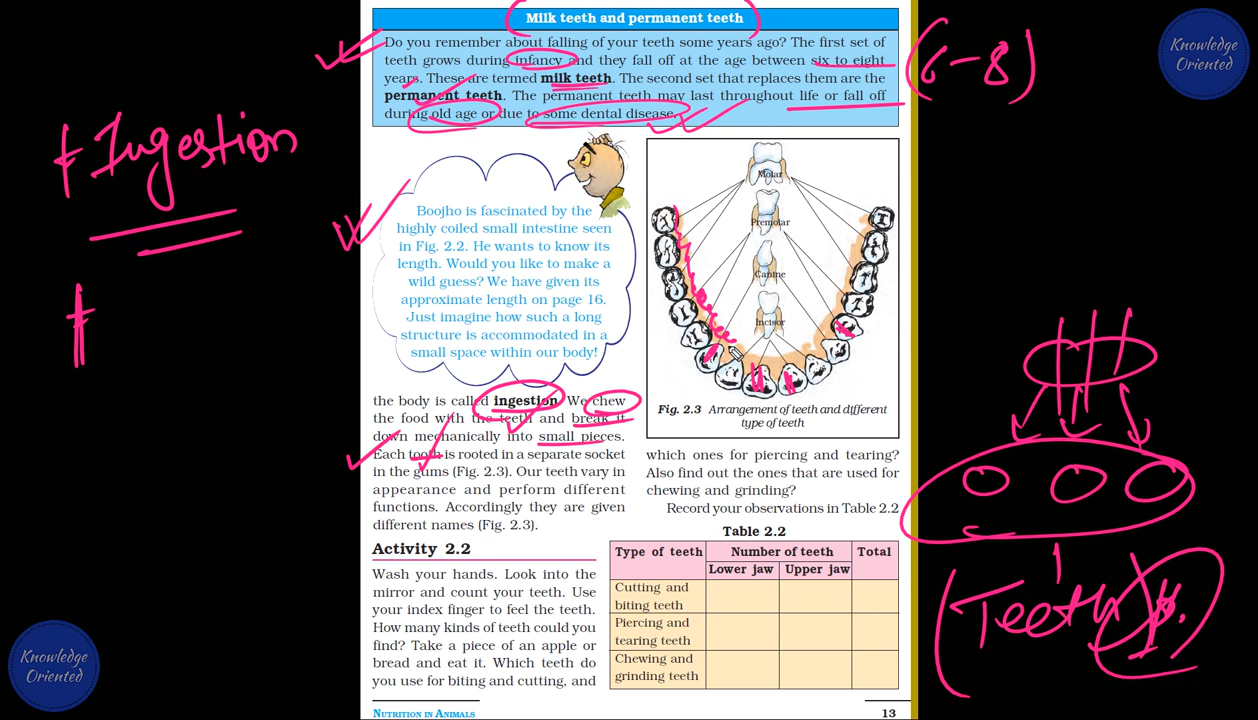 Milk teeth and permanent teeth
Do you remember about falling of your teeth some years ago? The first set of
teeth grows during infancy and they fall off at the age between six to eight
years. These are termed milk teeth. The second set that replaces them are the
permanent teeth. The permanent teeth may last throughout life or fall off
during old age or due to some dental disease.
(6-8)
Knowledge
Oriented
Ingestion
Boojho is fascinated by the
highly coiled small intestine seen
in Fig. 2.2. He wants to know its
length. Would you like to make a
wild guess? We have given its
approximate length on page 16.
Just imagine how such a long
structure is accommodated in a
small space within our body!
Molar
Premolar
Canine
Incisor
Fig. 2.3 Arrangement of teeth and different
type of teeth
the body is called ingestion. We chew
the food with the teeth and break it
down mechanically into small pieces.
Each tooth is rooted in a separate socket
in the gums (Fig. 2.3). Our teeth vary in
appearance and perform different
functions. Accordingly they are given
different names (Fig. 2.3).
Activity 2.2
Wash your hands. Look into the
mirror and count your teeth. Use
your index finger to feel the teeth.
How many kinds of teeth could you
find? Take a piece of an apple or
bread and eat it. Which teeth do
you use for biting and cutting, and
which ones for piercing and tearing?
Also find out the ones that are used for
chewing and grinding?
Record your observations in Table 2.2
Table 2.2
Type of teeth Number of teeth Total
Lower jaw Upper jaw
Cutting and
biting teeth
Piercing and
tearing teeth
Chewing and
grinding teeth
Teeth
Knowledge
Oriented
Nutrition in Animals
13